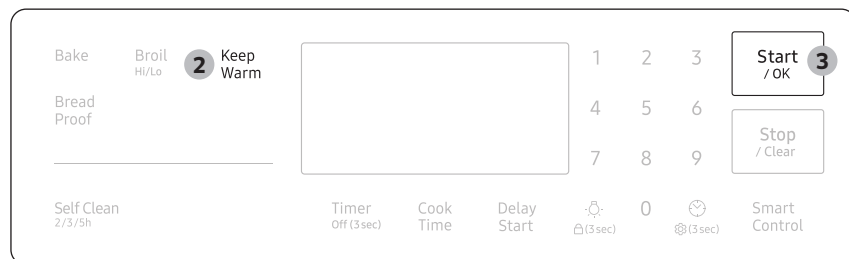 Bake
Broil
Hi/Lo
2
Keep
Warm
1 2 3
Start
/ OK
3
Bread
Proof
4 5 6
Stop
/ Clear
7 8 9
Self Clean
2/3/5h
Timer
Off (3 sec)
Cook
Time
Delay
Start
(3 sec)
0
(3 sec)
Smart
Control